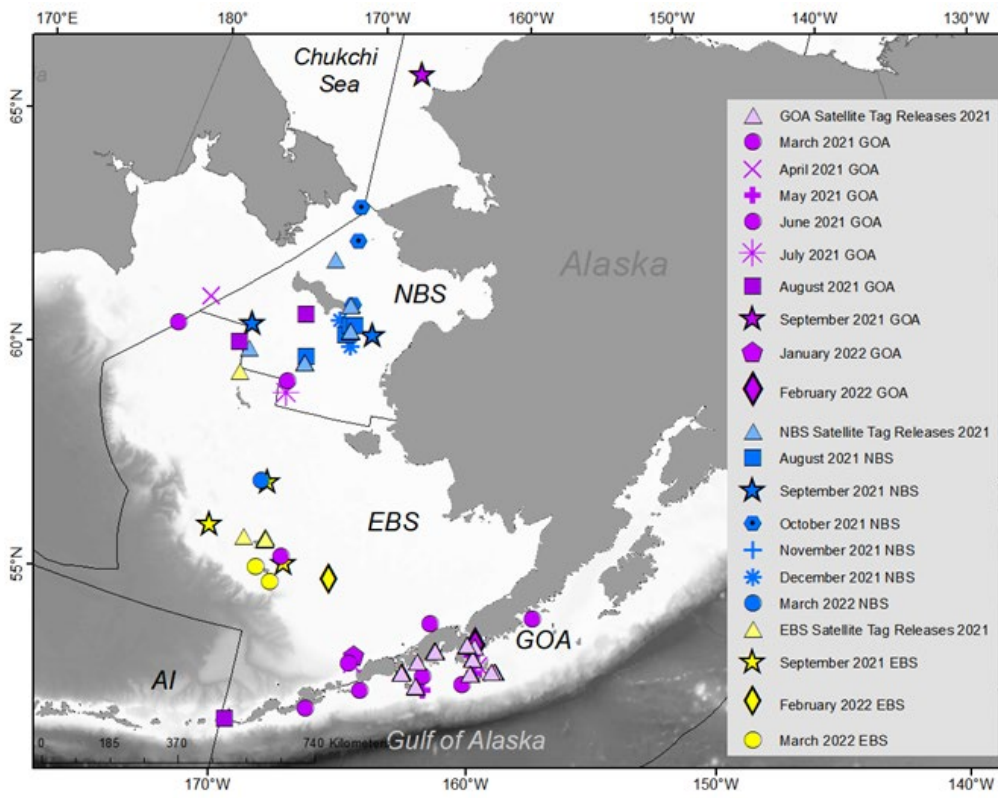 170°E 180° 170°W 160°W 150°W 140°W 130°W
Chukchi
Sea
65°N
GOA Satellite Tag Releases 2021
March 2021 GOA
April 2021 GOA
May 2021 GOA
June 2021 GOA
Alaska
July 2021 GOA
NBS
August 2021 GOA
September 2021 GOA
60°N
January 2022 GOA
February 2022 GOA
NBS Satellite Tag Releases 2021
August 2021 NBS
September 2021 NBS
EBS
October 2021 NBS
November 2021 NBS
55°N
December 2021 NBS
March 2022 NBS
EBS Satellite Tag Releases 2021
GOA
September 2021 EBS
AI
February 2022 EBS
Gulf of Alaska
March 2022 EBS
0 185 370 740 Kilometers
170°W 160°W 150°W 140°W